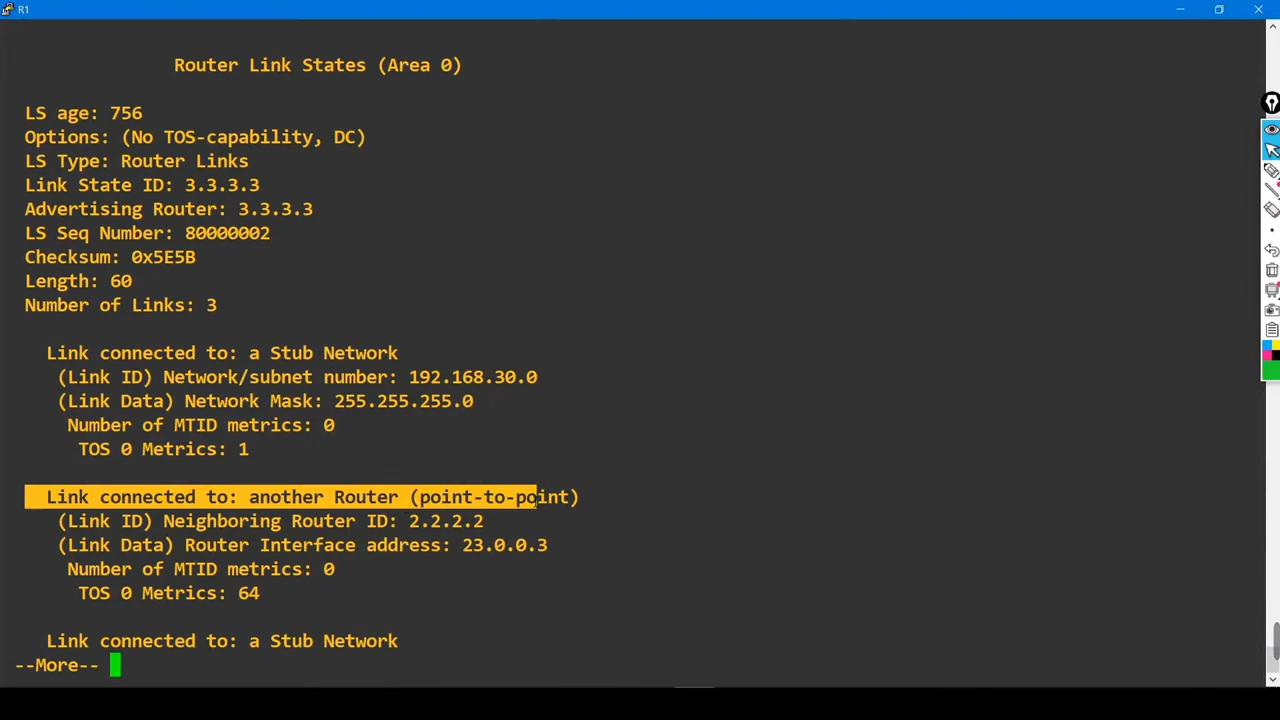 R1
Router Link States (Area 0)
LS age: 756
Options: (No TOS-capability, DC)
LS Type: Router Links
Link State ID: 3.3.3.3
Advertising Router: 3.3.3.3
LS Seq Number: 80000002
Checksum: 0x5E5B
Length: 60
Number of Links: 3
Link connected to: a Stub Network
(Link ID) Network/subnet number: 192.168.30.0
(Link Data) Network Mask: 255.255.255.0
Number of MTID metrics: 0
TOS 0 Metrics: 1
Link connected to: another Router (point-to-point)
(Link ID) Neighboring Router ID: 2.2.2.2
(Link Data) Router Interface address: 23.0.0.3
Number of MTID metrics: 0
TOS 0 Metrics: 64
Link connected to: a Stub Network
--More--